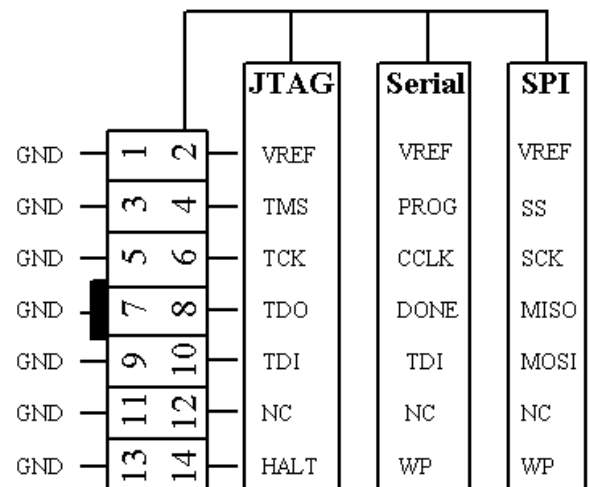 JTAG Serial SPI
GND 1 2 VREF VREF VREF
GND 3 4 TMS PROG SS
GND 5 6 TCK CCLK SCK
GND 7 8 TDO DONE MISO
GND 9 10 TDI TDI MOSI
GND 11 12 NC NC NC
GND 13 14 HALT WP WP